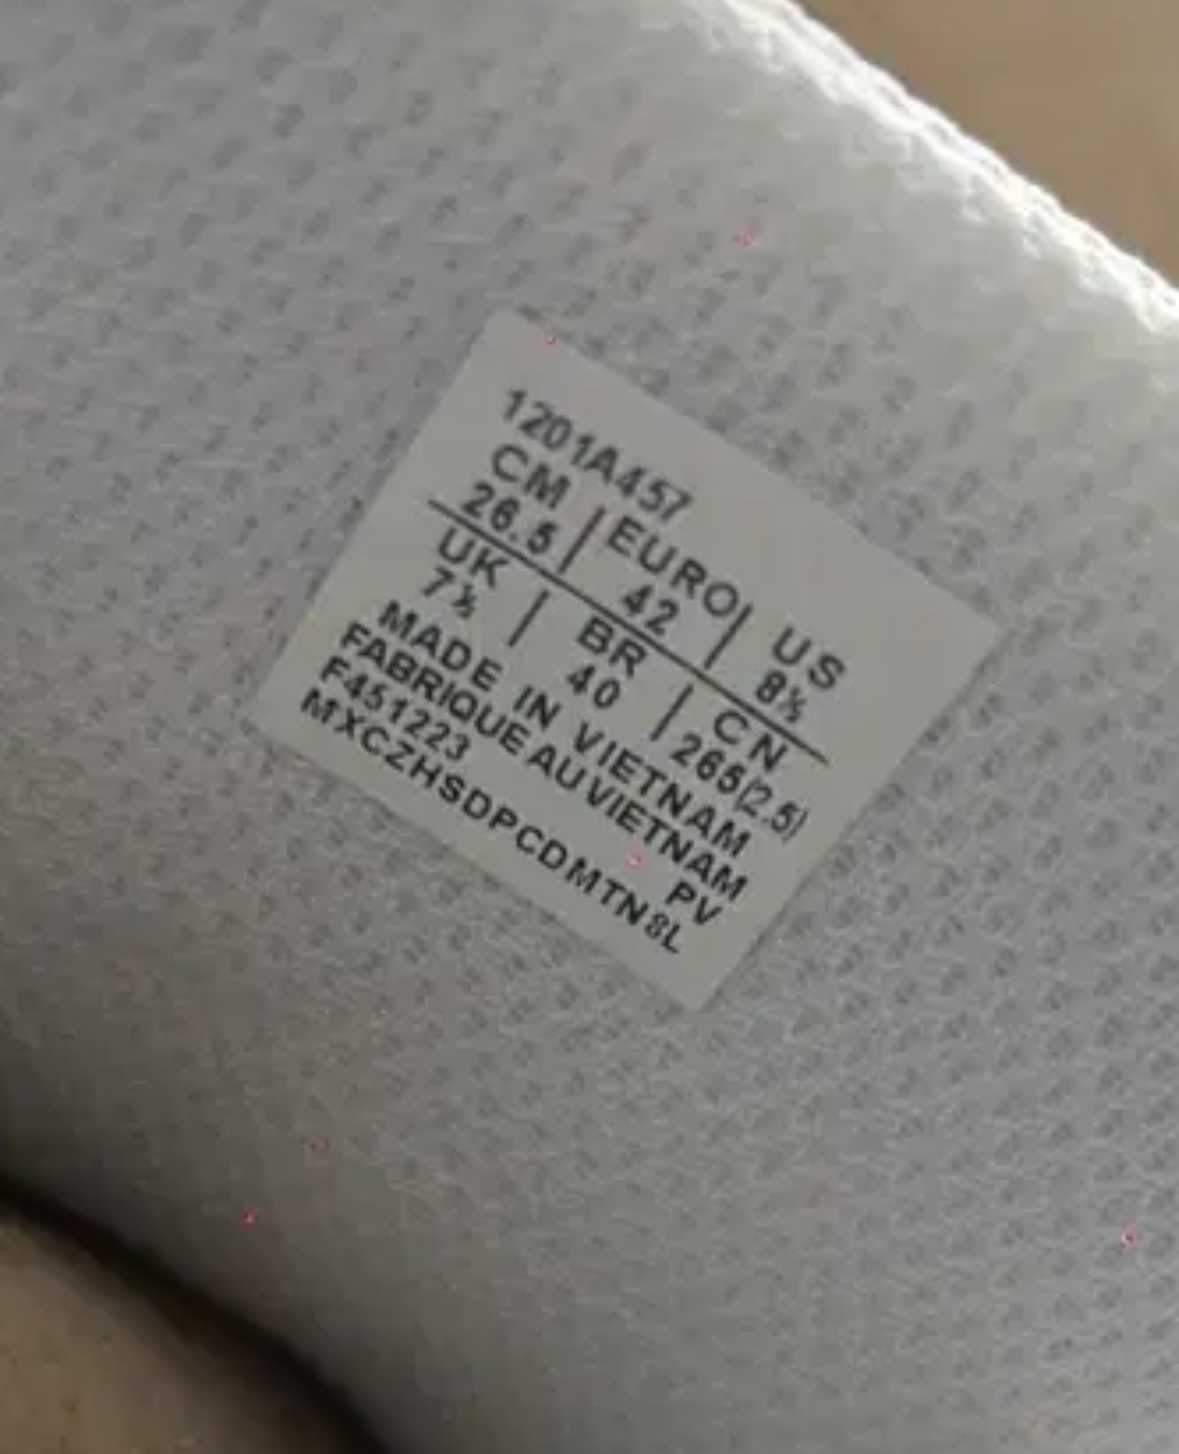 1201A457
CM | EURO | US
26.5 | 42 | 8½
UK | BR | CN
7½ | 40 | 265(2.5)
MADE IN VIETNAM
FABRIQUE AU VIETNAM
F451223 PV
MXCZHSDPCDMTN8L